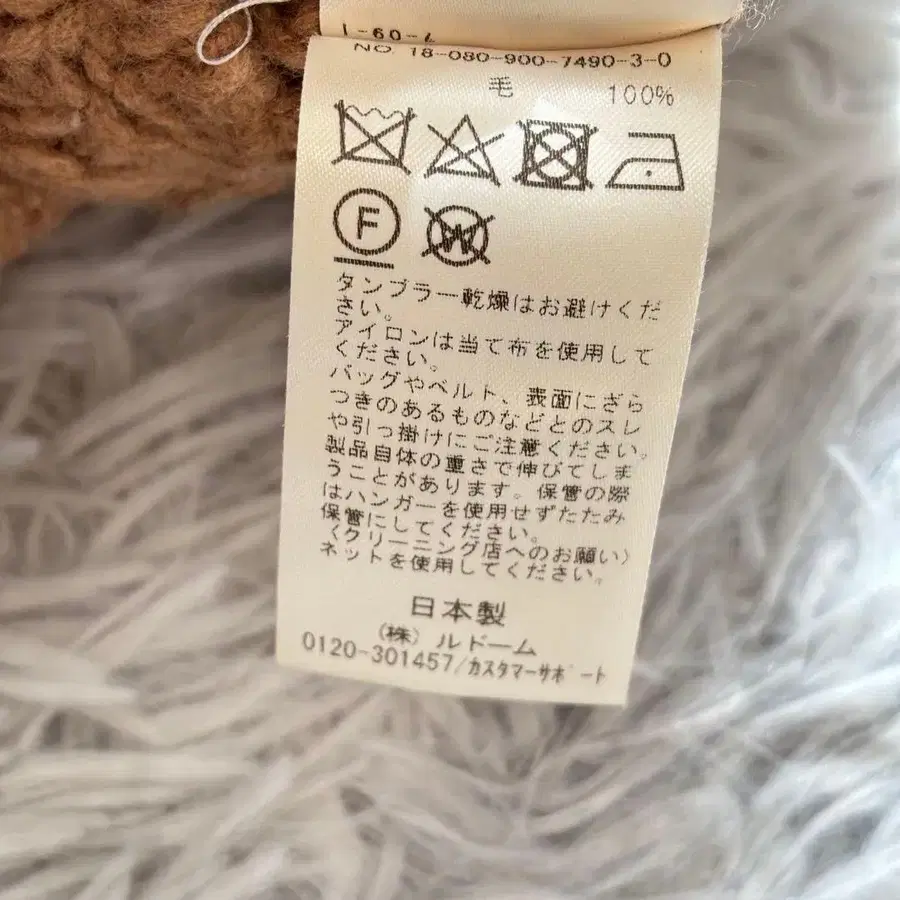 NO. 18-080-900-7490-3-0
毛 100%
F
W
タンブラー乾燥はお避けくだ
さい。
アイロンは当て布を使用して
ください。
バッグやベルト、表面にざら
つきのあるものなどとのスレ
や引っ掛けにご注意ください。
製品自体の重さで伸びてしま
うことがあります。保管の際
はハンガーを使用せずたたみ
保管にしてください。
〈クリーニング店へのお願い〉
ネットを使用してください。
日本製
(株)ルドーム
0120-301457/カスタマーサポート